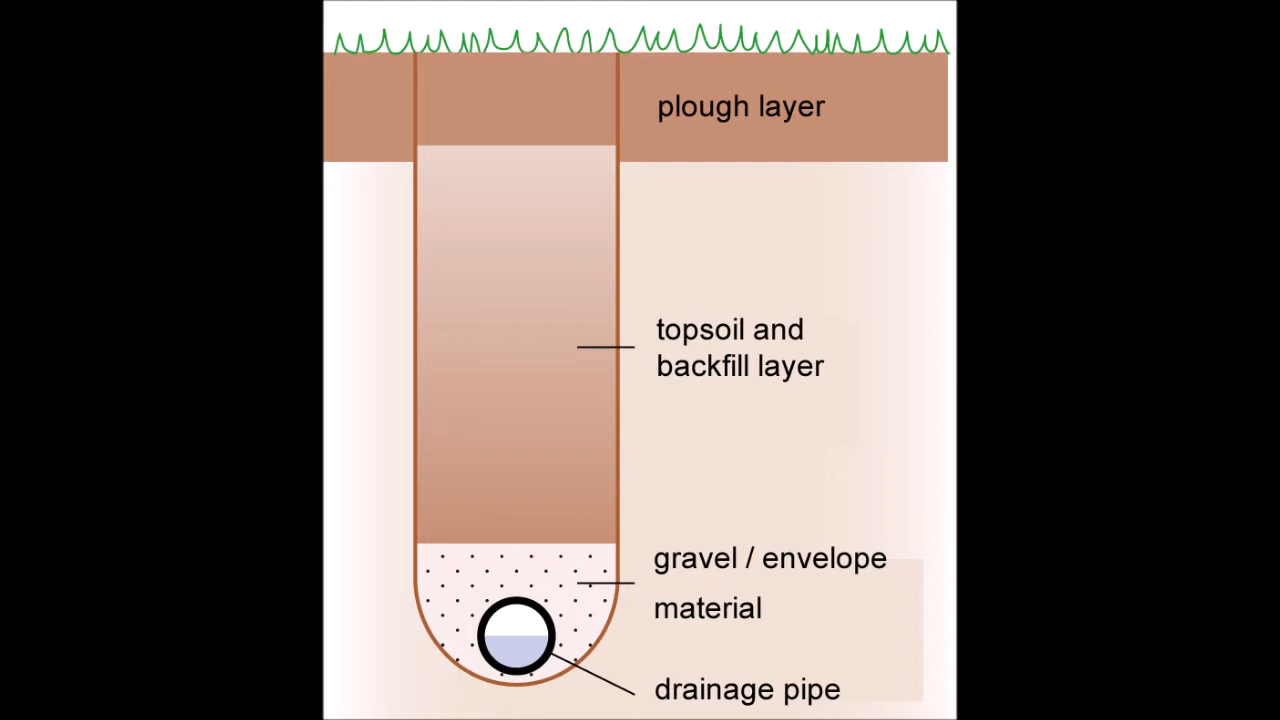 plough layer
topsoil and
backfill layer
gravel / envelope
material
drainage pipe